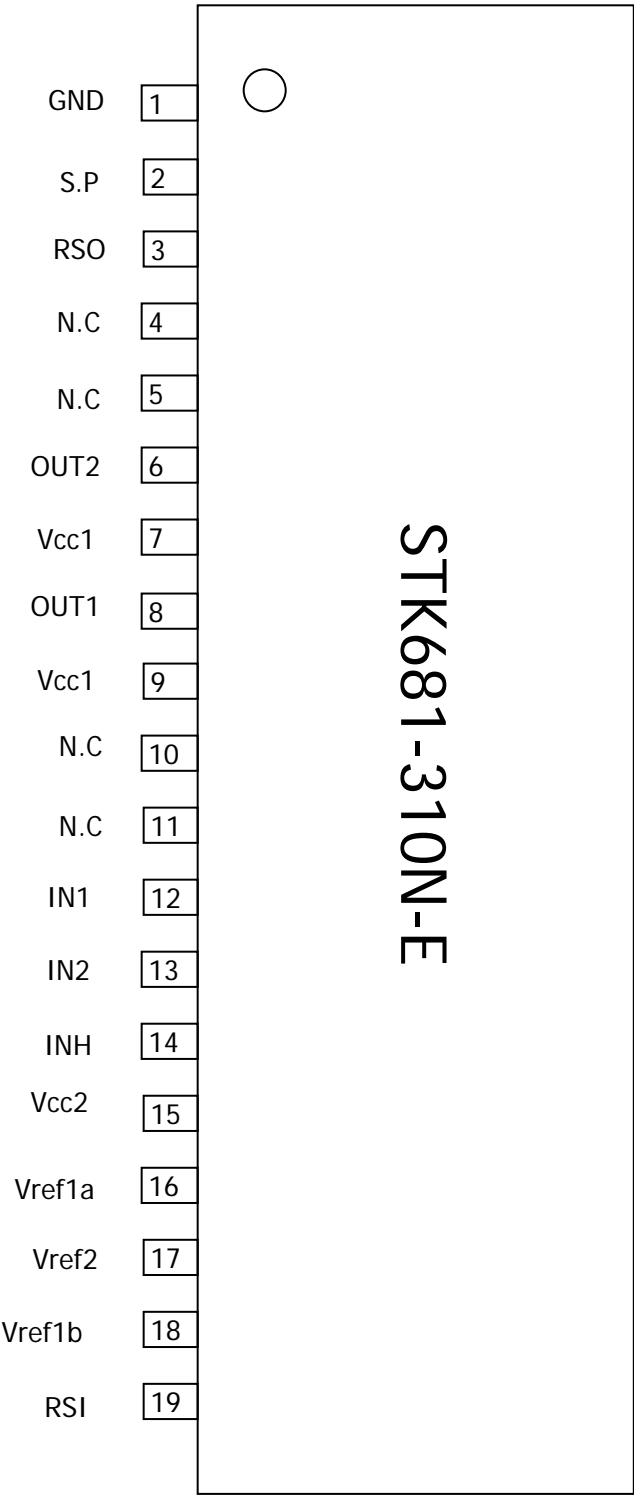 GND 1
S.P 2
RSO 3
N.C 4
N.C 5
OUT2 6
Vcc1 7
OUT1 8
Vcc1 9
N.C 10
N.C 11
IN1 12
IN2 13
INH 14
Vcc2 15
Vref1a 16
Vref2 17
Vref1b 18
RSI 19
STK681-310N-E